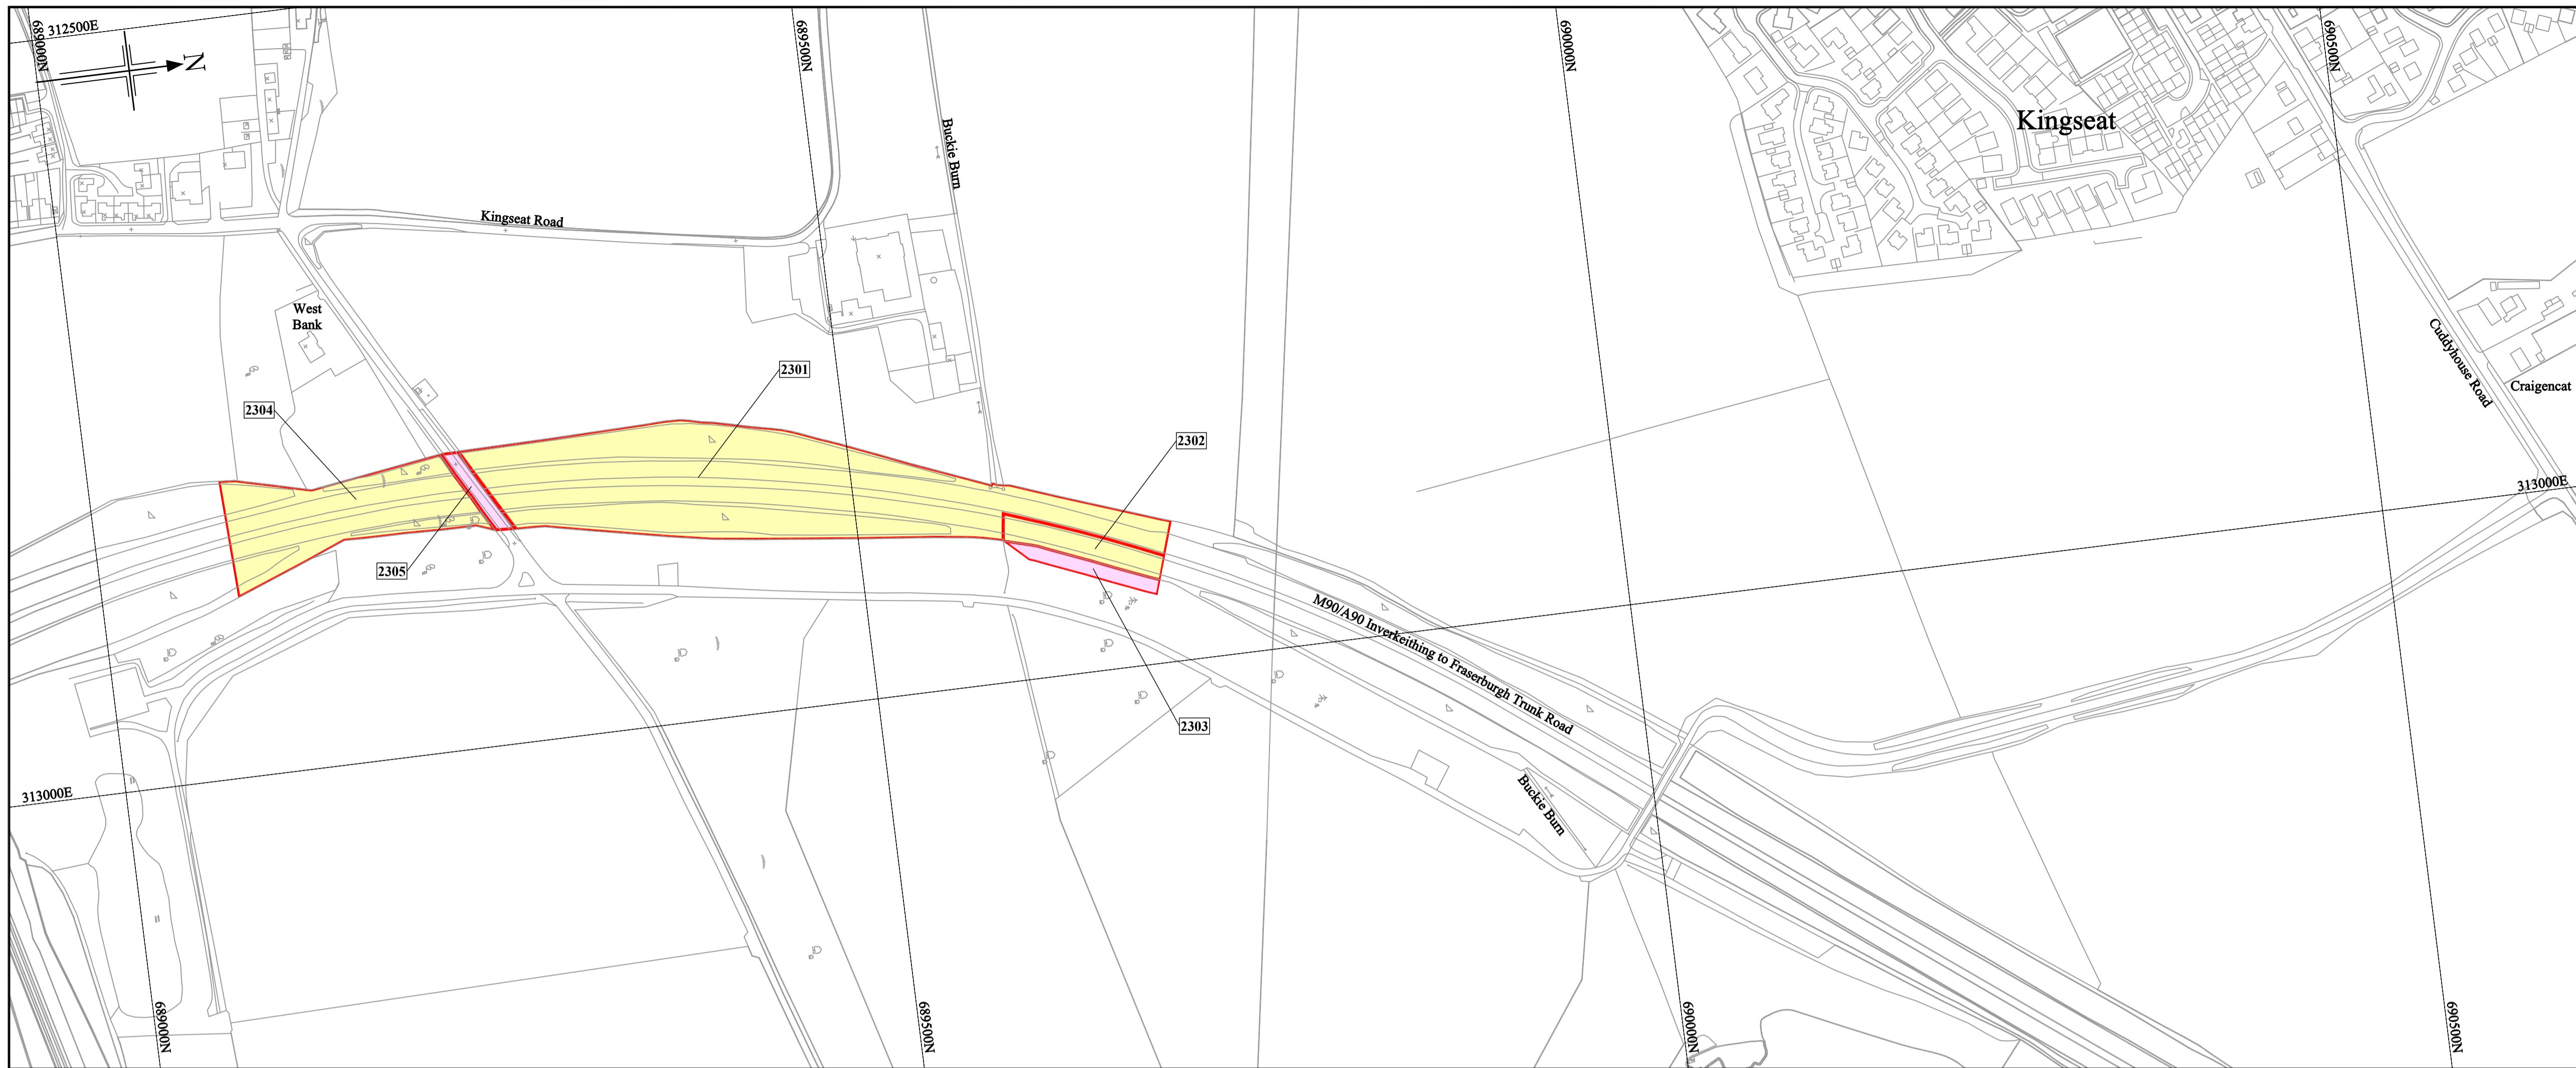 312500E
689000N
689500N
690000N
690500N
N
Buckie Burn
Kingseat
Kingseat Road
West
Bank
Cuddyhouse Road
Craigencat
2301
2304
2302
313000E
2305
M90/A90 Inverkeithing to Fraserburgh Trunk Road
2303
313000E
Buckie Burn
689000N
689500N
690000N
690500N